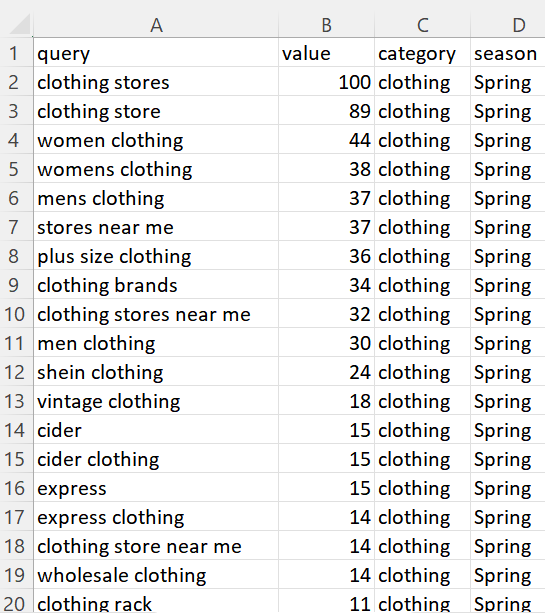 A B C D
1 query value category season
2 clothing stores 100 clothing Spring
3 clothing store 89 clothing Spring
4 women clothing 44 clothing Spring
5 womens clothing 38 clothing Spring
6 mens clothing 37 clothing Spring
7 stores near me 37 clothing Spring
8 plus size clothing 36 clothing Spring
9 clothing brands 34 clothing Spring
10 clothing stores near me 32 clothing Spring
11 men clothing 30 clothing Spring
12 shein clothing 24 clothing Spring
13 vintage clothing 18 clothing Spring
14 cider 15 clothing Spring
15 cider clothing 15 clothing Spring
16 express 15 clothing Spring
17 express clothing 14 clothing Spring
18 clothing store near me 14 clothing Spring
19 wholesale clothing 14 clothing Spring
20 clothing rack 11 clothing Spring